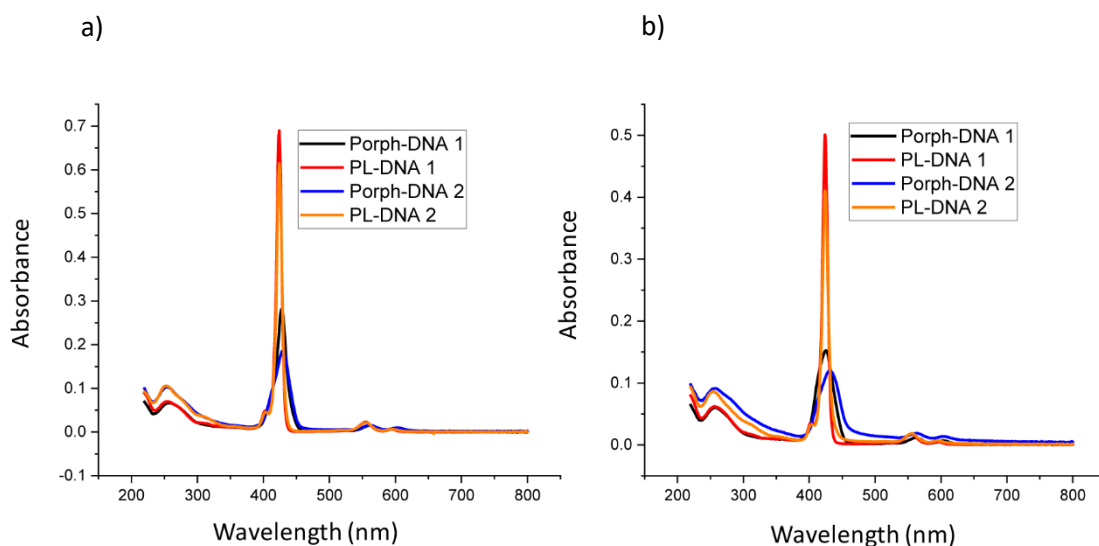 a)
b)
0.7
0.6
0.5
0.4
0.3
0.2
0.1
0.0
-0.1
Absorbance
Porph-DNA 1
PL-DNA 1
Porph-DNA 2
PL-DNA 2
200 300 400 500 600 700 800
Wavelength (nm)
0.5
0.4
0.3
0.2
0.1
0.0
Absorbance
Porph-DNA 1
PL-DNA 1
Porph-DNA 2
PL-DNA 2
200 300 400 500 600 700 800
Wavelength (nm)